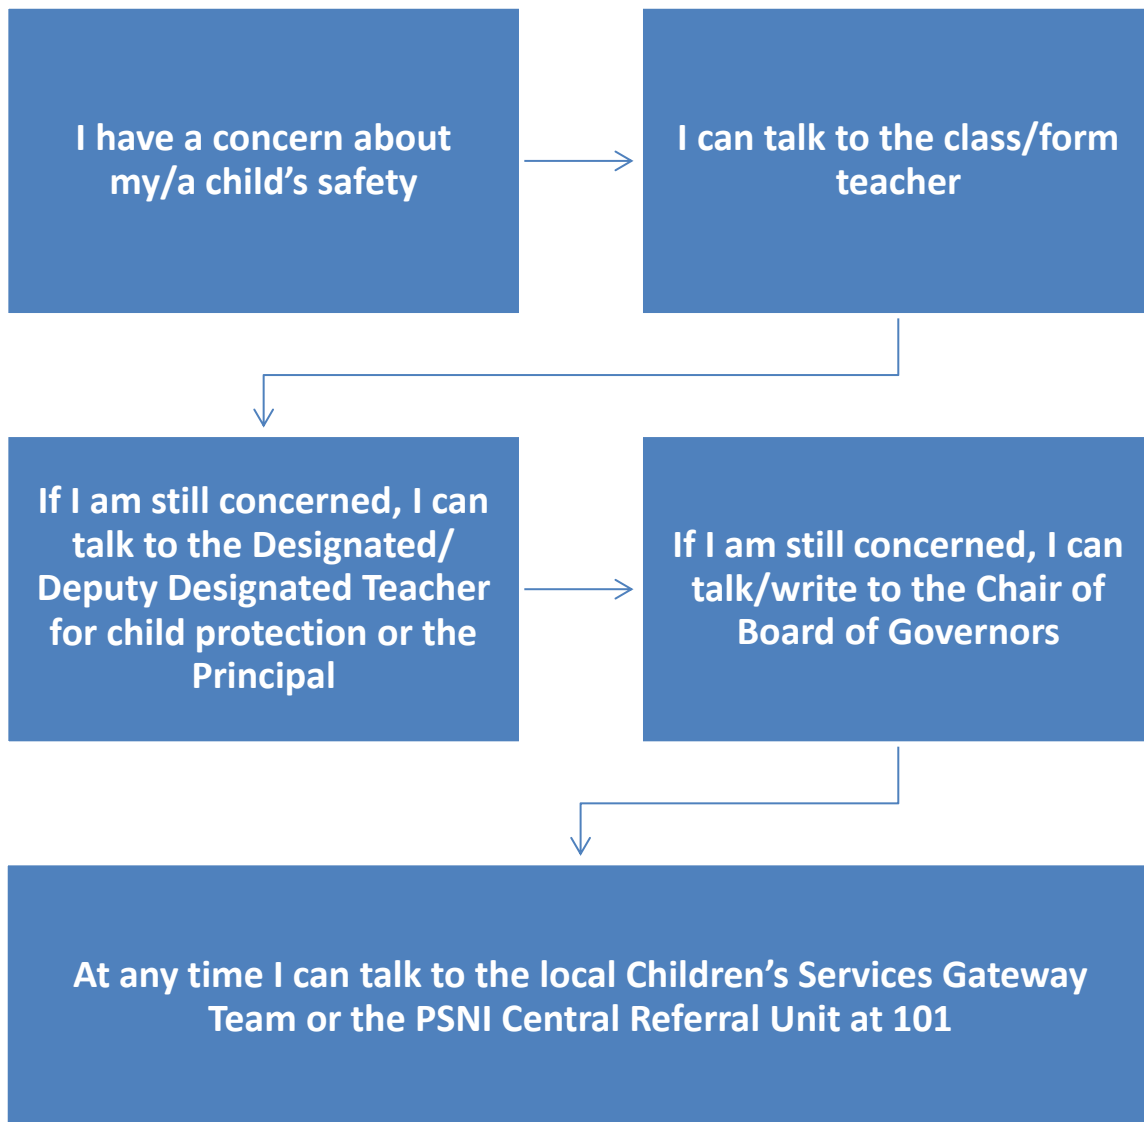 I have a concern about
my/a child’s safety
I can talk to the class/form
teacher
If I am still concerned, I can
talk to the Designated/
Deputy Designated Teacher
for child protection or the
Principal
If I am still concerned, I can
talk/write to the Chair of
Board of Governors
At any time I can talk to the local Children’s Services Gateway
Team or the PSNI Central Referral Unit at 101